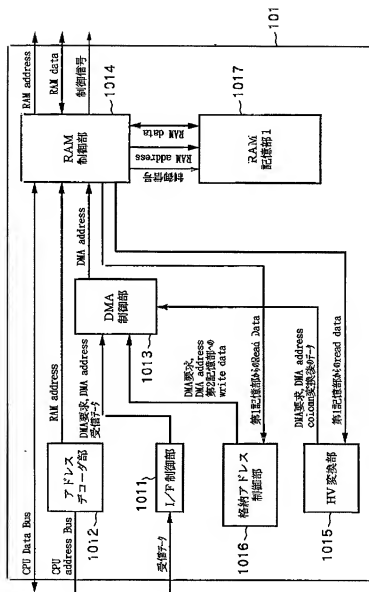 101
CPU Data Bus
CPU
address Bus
アドレス
デコーダ部
1012
受信データ
I/F制御部
1011
格納アドレス
制御部
1016
HV変換部
1015
RAM address
DMA要求, DMA address
受信データ
DMA要求,
DMA address
第2記憶部への
write data
第1記憶部からのRead Data
DMA要求, DMA address
coloan変換後のデータ
第1記憶部からのread data
DMA
制御部
1013
DMA address
RAM
制御部
1014
RAM address
RAM data
制御信号
制御信号
RAM address
RAM data
RAM
記憶部1
1017